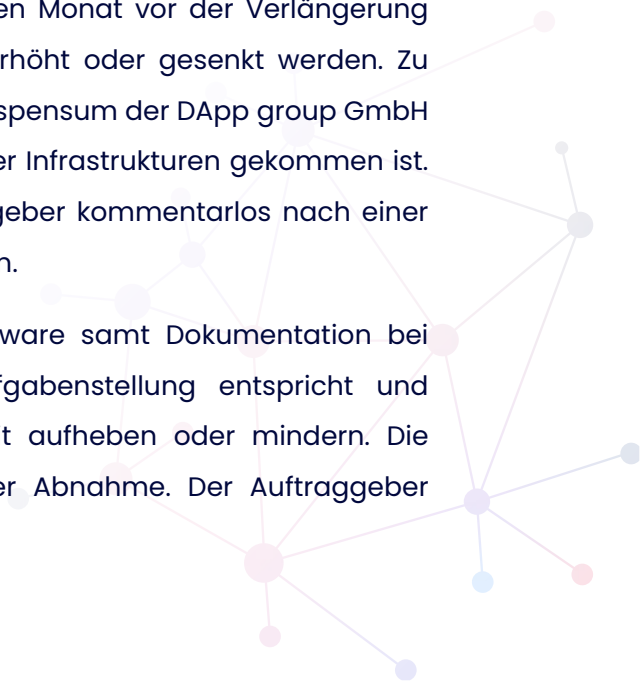 en Monat vor der Verlängerung
rhöht oder gesenkt werden. Zu
spensum der DApp group GmbH
er Infrastrukturen gekommen ist.
geber kommentarlos nach einer
n.
ware samt Dokumentation bei
fgabenstellung entspricht und
t aufheben oder mindern. Die
er Abnahme. Der Auftraggeber